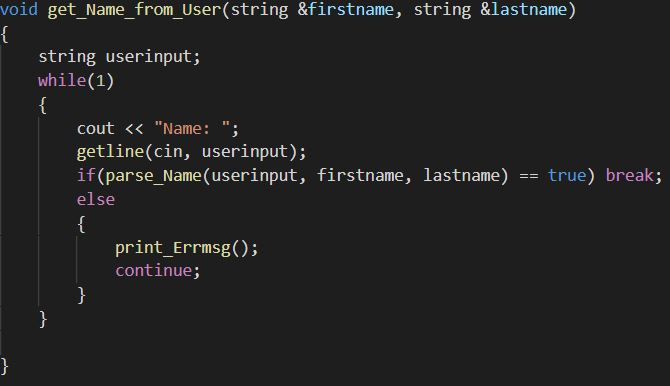 void get_Name_from_User(string &firstname, string &lastname)
{
    string userinput;
    while(1)
    {
        cout << "Name: ";
        getline(cin, userinput);
        if(parse_Name(userinput, firstname, lastname) == true) break;
        else
        {
            print_Errmsg();
            continue;
        }
    }

}